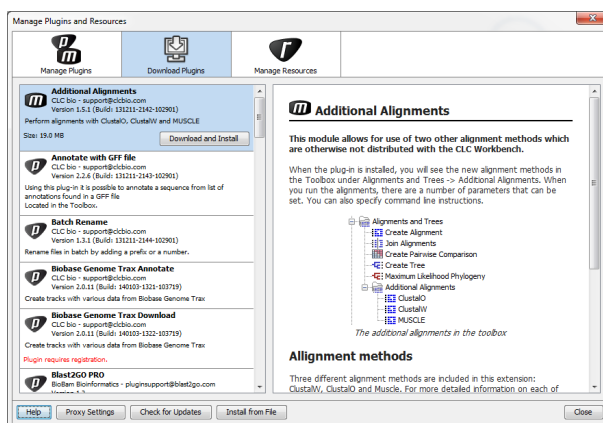 Manage Plugins and Resources
Manage Plugins
Download Plugins
Manage Resources
Additional Alignments
CLC bio - support@clcbio.com
Version 1.5.1 (Build: 131211-2142-102901)
Perform alignments with ClustalO, ClustalW and MUSCLE
Size: 19.0 MB
Download and Install
Annotate with GFF file
CLC bio - support@clcbio.com
Version 2.2.6 (Build: 131211-2143-102901)
Using this plug-in it is possible to annotate a sequence from list of
annotations found in a GFF file
Located in the Toolbox.
Batch Rename
CLC bio - support@clcbio.com
Version 1.3.1 (Build: 131211-2144-102901)
Rename files in batch by adding a prefix or a number.
Biobase Genome Trax Annotate
CLC bio - support@clcbio.com
Version 2.0.11 (Build: 140103-1321-103719)
Create tracks with various data from Biobase Genome Trax
Biobase Genome Trax Download
CLC bio - support@clcbio.com
Version 2.0.11 (Build: 140103-1322-103719)
Create tracks with various data from Biobase Genome Trax
Plugin requires registration.
Blast2GO PRO
BioBam Bioinformatics - pluginsupport@blast2go.com
Additional Alignments
This module allows for use of two other alignment methods which
are otherwise not distributed with the CLC Workbench.
When the plug-in is installed, you will see the new alignment methods in
the Toolbox under Alignments and Trees -> Additional Alignments. When
you run the alignments, there are a number of parameters that can be
set. You can also specify command line instructions.
Alignments and Trees
Create Alignment
Join Alignments
Create Pairwise Comparison
Create Tree
Maximum Likelihood Phylogeny
Additional Alignments
ClustalO
ClustalW
MUSCLE
The additional alignments in the toolbox
Alignment methods
Three different alignment methods are included in this extension:
ClustalW, ClustalO and Muscle. For more detailed information on each of
Help
Proxy Settings
Check for Updates
Install from File
Close